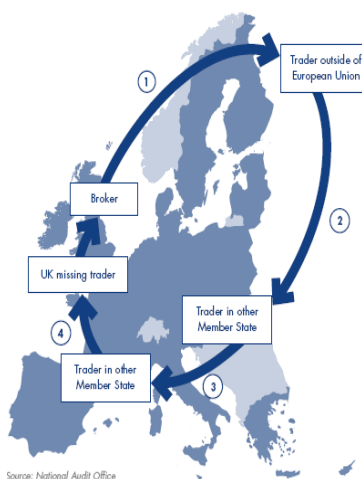 1
Trader outside of
European Union
Broker
2
UK missing trader
Trader in other
Member State
4
Trader in other
Member State
3
Source: National Audit Office